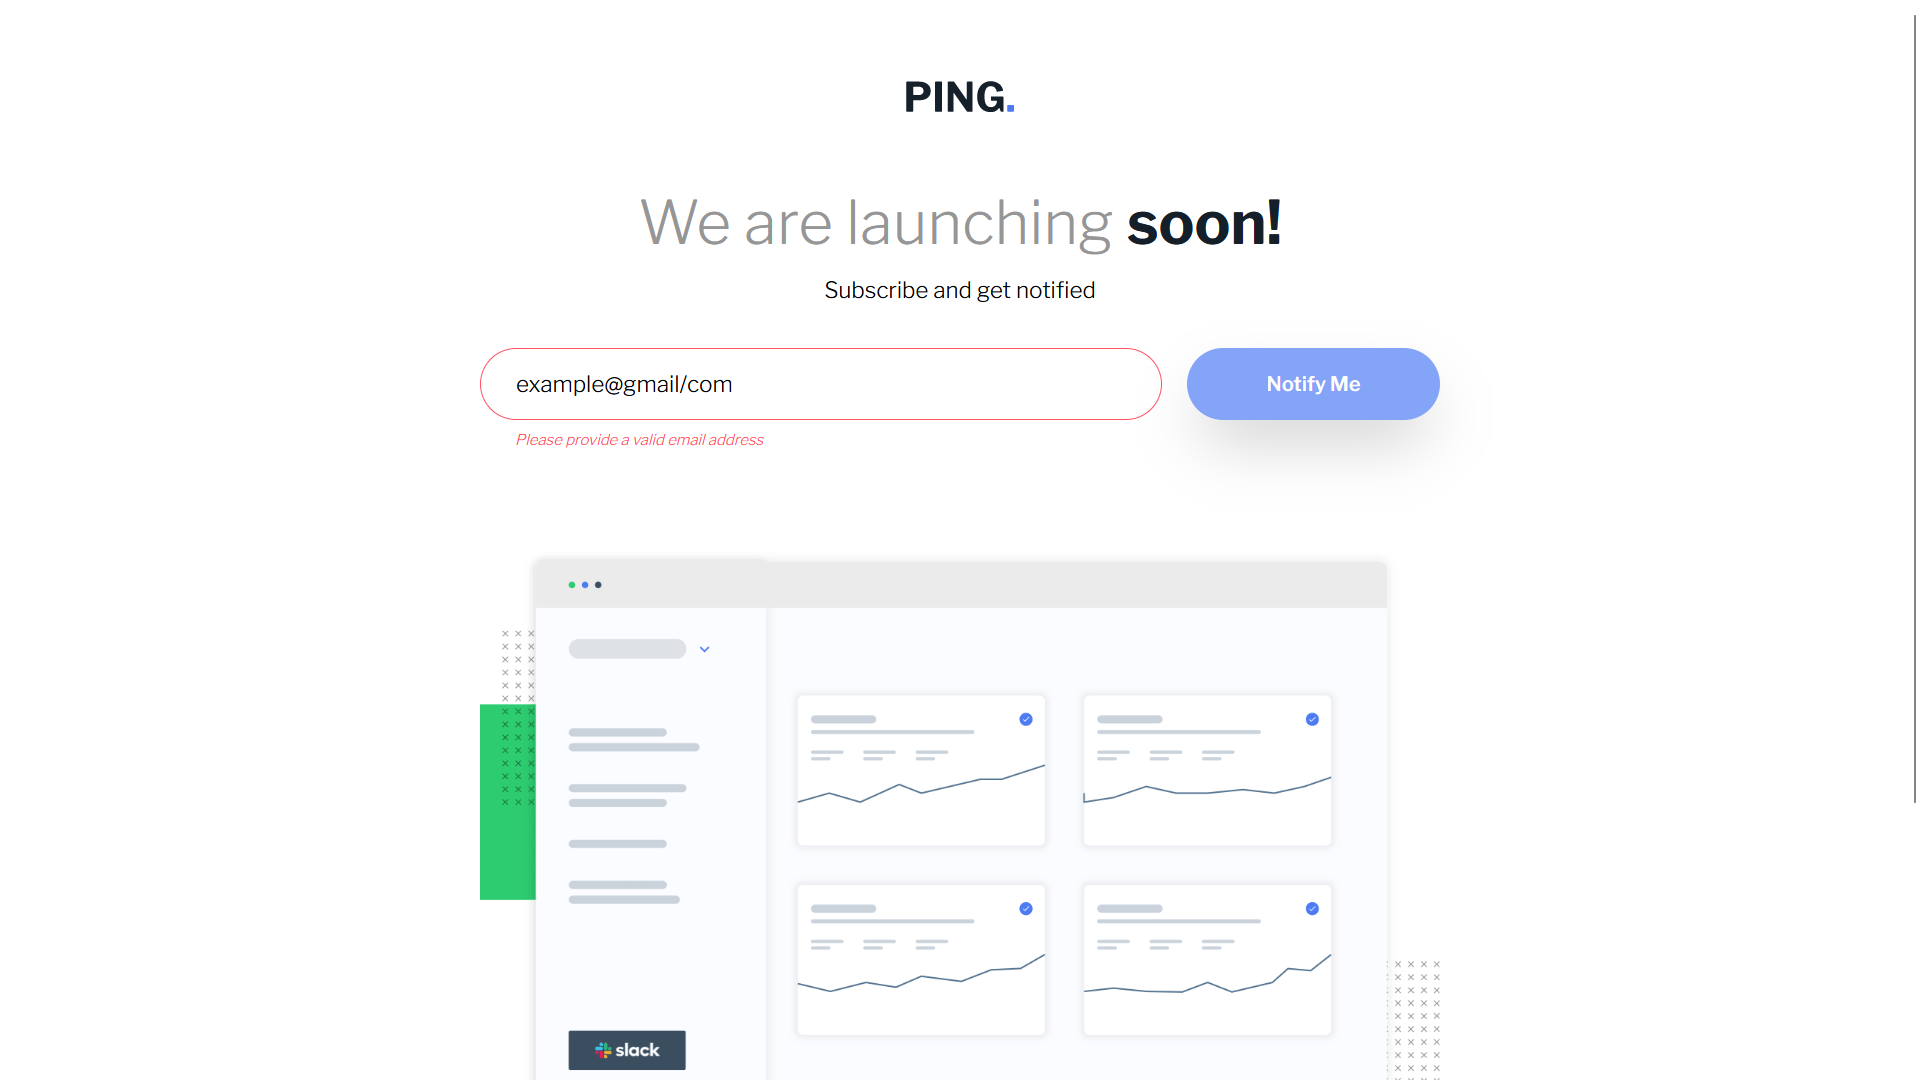 PING.
We are launching soon!
Subscribe and get notified
example@gmail/com
Notify Me
Please provide a valid email address
slack